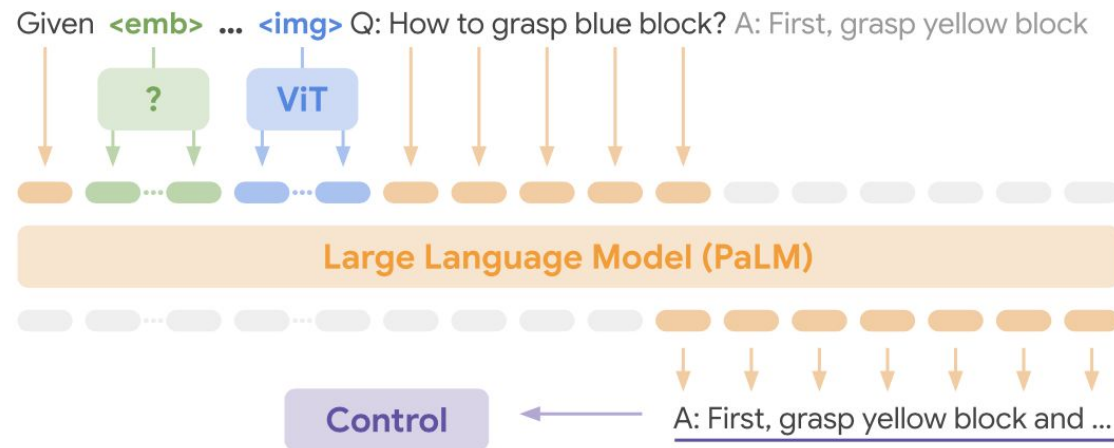 Given <emb> ... <img> Q: How to grasp blue block? A: First, grasp yellow block
? ViT
Large Language Model (PaLM)
Control A: First, grasp yellow block and ...